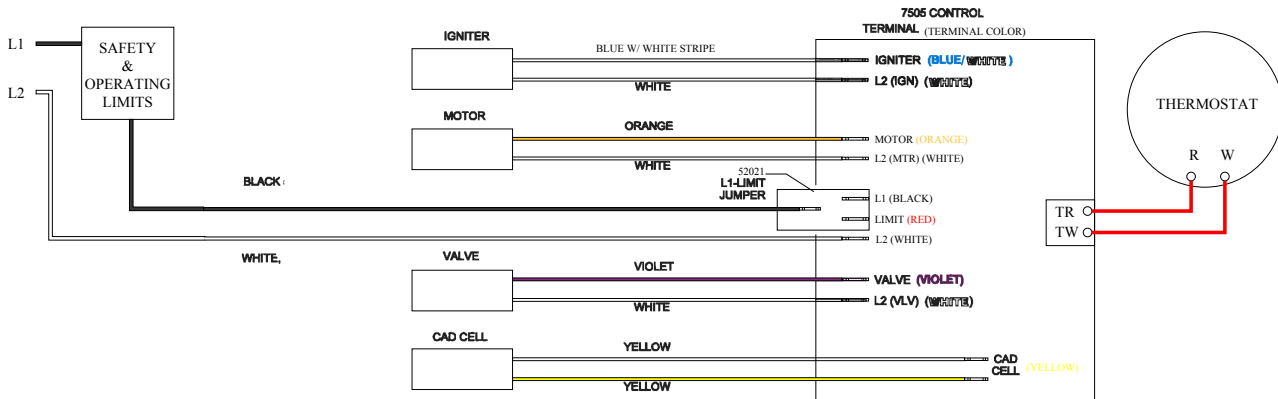 7505 CONTROL
TERMINAL (TERMINAL COLOR)
L1
SAFETY
&
OPERATING
LIMITS
L2
IGNITER
BLUE W/ WHITE STRIPE
WHITE
IGNITER (BLUE/WHITE)
L2 (IGN) (WHITE)
MOTOR
ORANGE
WHITE
MOTOR (ORANGE)
L2 (MTR) (WHITE)
THERMOSTAT
R W
BLACK
52021
L1-LIMIT
JUMPER
L1 (BLACK)
LIMIT (RED)
L2 (WHITE)
TR
TW
WHITE,
VALVE
VIOLET
WHITE
VALVE (VIOLET)
L2 (VLV) (WHITE)
CAD CELL
YELLOW
YELLOW
CAD
CELL (YELLOW)